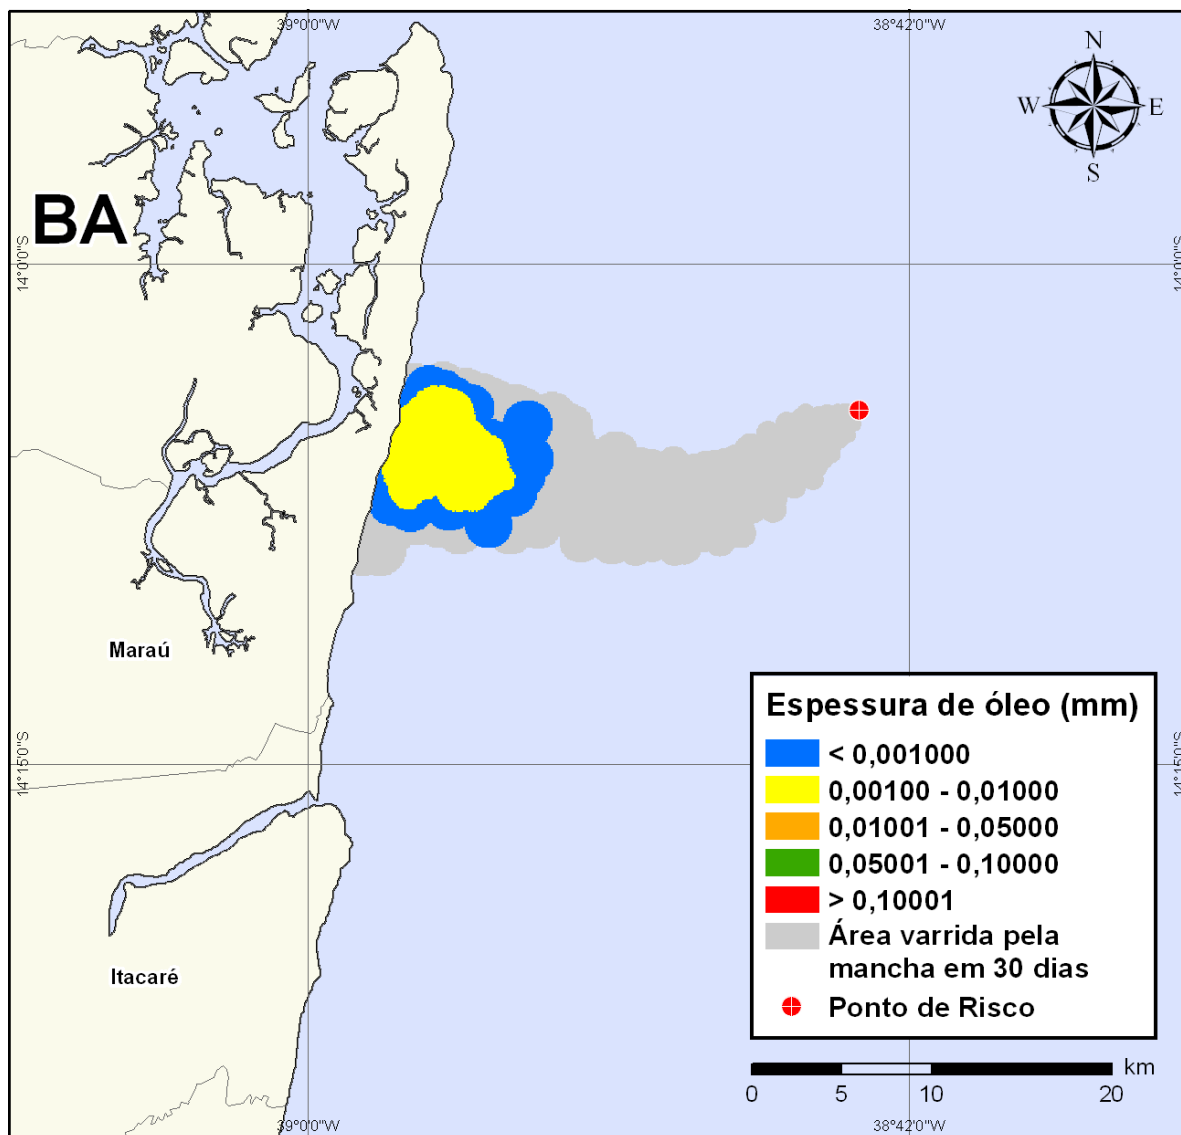 39°0'0"W
38°42'0"W
N
W
E
S
BA
14°0'0"S
14°0'0"S
Maraú
Espessura de óleo (mm)
< 0,001000
0,00100 - 0,01000
0,01001 - 0,05000
0,05001 - 0,10000
> 0,10001
Área varrida pela
mancha em 30 dias
Ponto de Risco
14°15'0"S
14°15'0"S
Itacaré
km
0
5
10
20
39°0'0"W
38°42'0"W